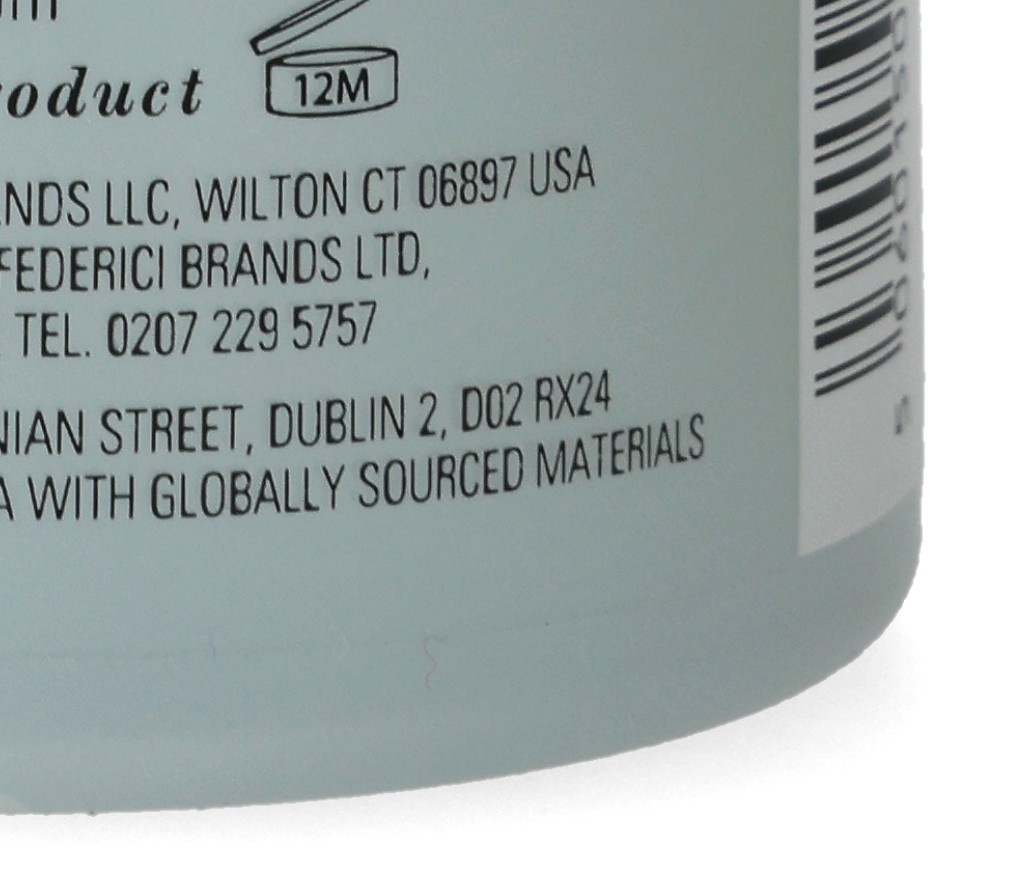 oduct 12M
NDS LLC, WILTON CT 06897 USA
FEDERICI BRANDS LTD,
TEL. 0207 229 5757
NIAN STREET, DUBLIN 2, D02 RX24
A WITH GLOBALLY SOURCED MATERIALS